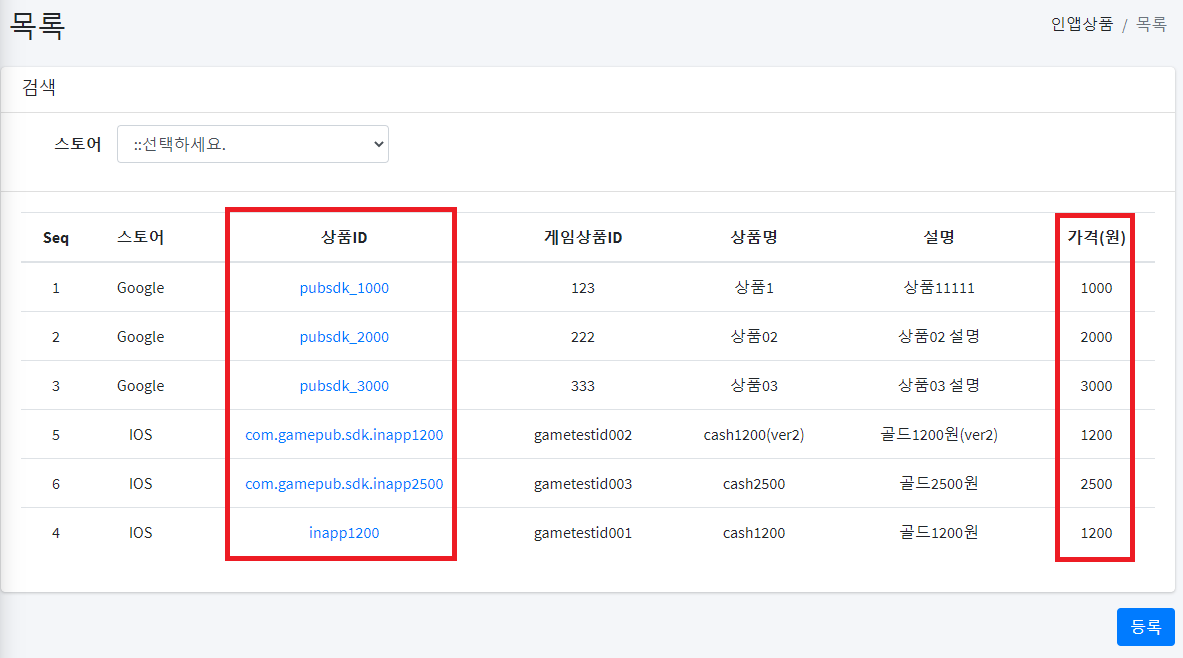 목록
인앱상품 / 목록
검색
스토어 ::선택하세요.
Seq 스토어 상품ID 게임상품ID 상품명 설명 가격(원)
1 Google pubsdk_1000 123 상품1 상품11111 1000
2 Google pubsdk_2000 222 상품02 상품02 설명 2000
3 Google pubsdk_3000 333 상품03 상품03 설명 3000
5 IOS com.gamepub.sdk.inapp1200 gametestid002 cash1200(ver2) 골드1200원(ver2) 1200
6 IOS com.gamepub.sdk.inapp2500 gametestid003 cash2500 골드2500원 2500
4 IOS inapp1200 gametestid001 cash1200 골드1200원 1200
등록